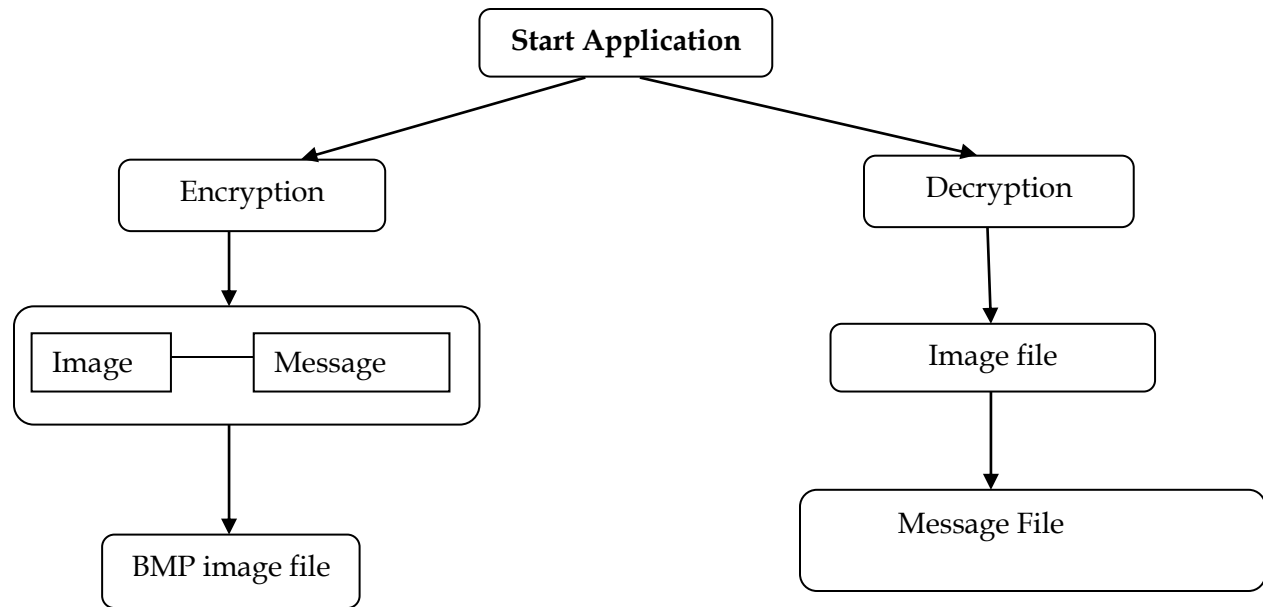 Start Application
Encryption
Decryption
Image
Message
Image file
Message File
BMP image file